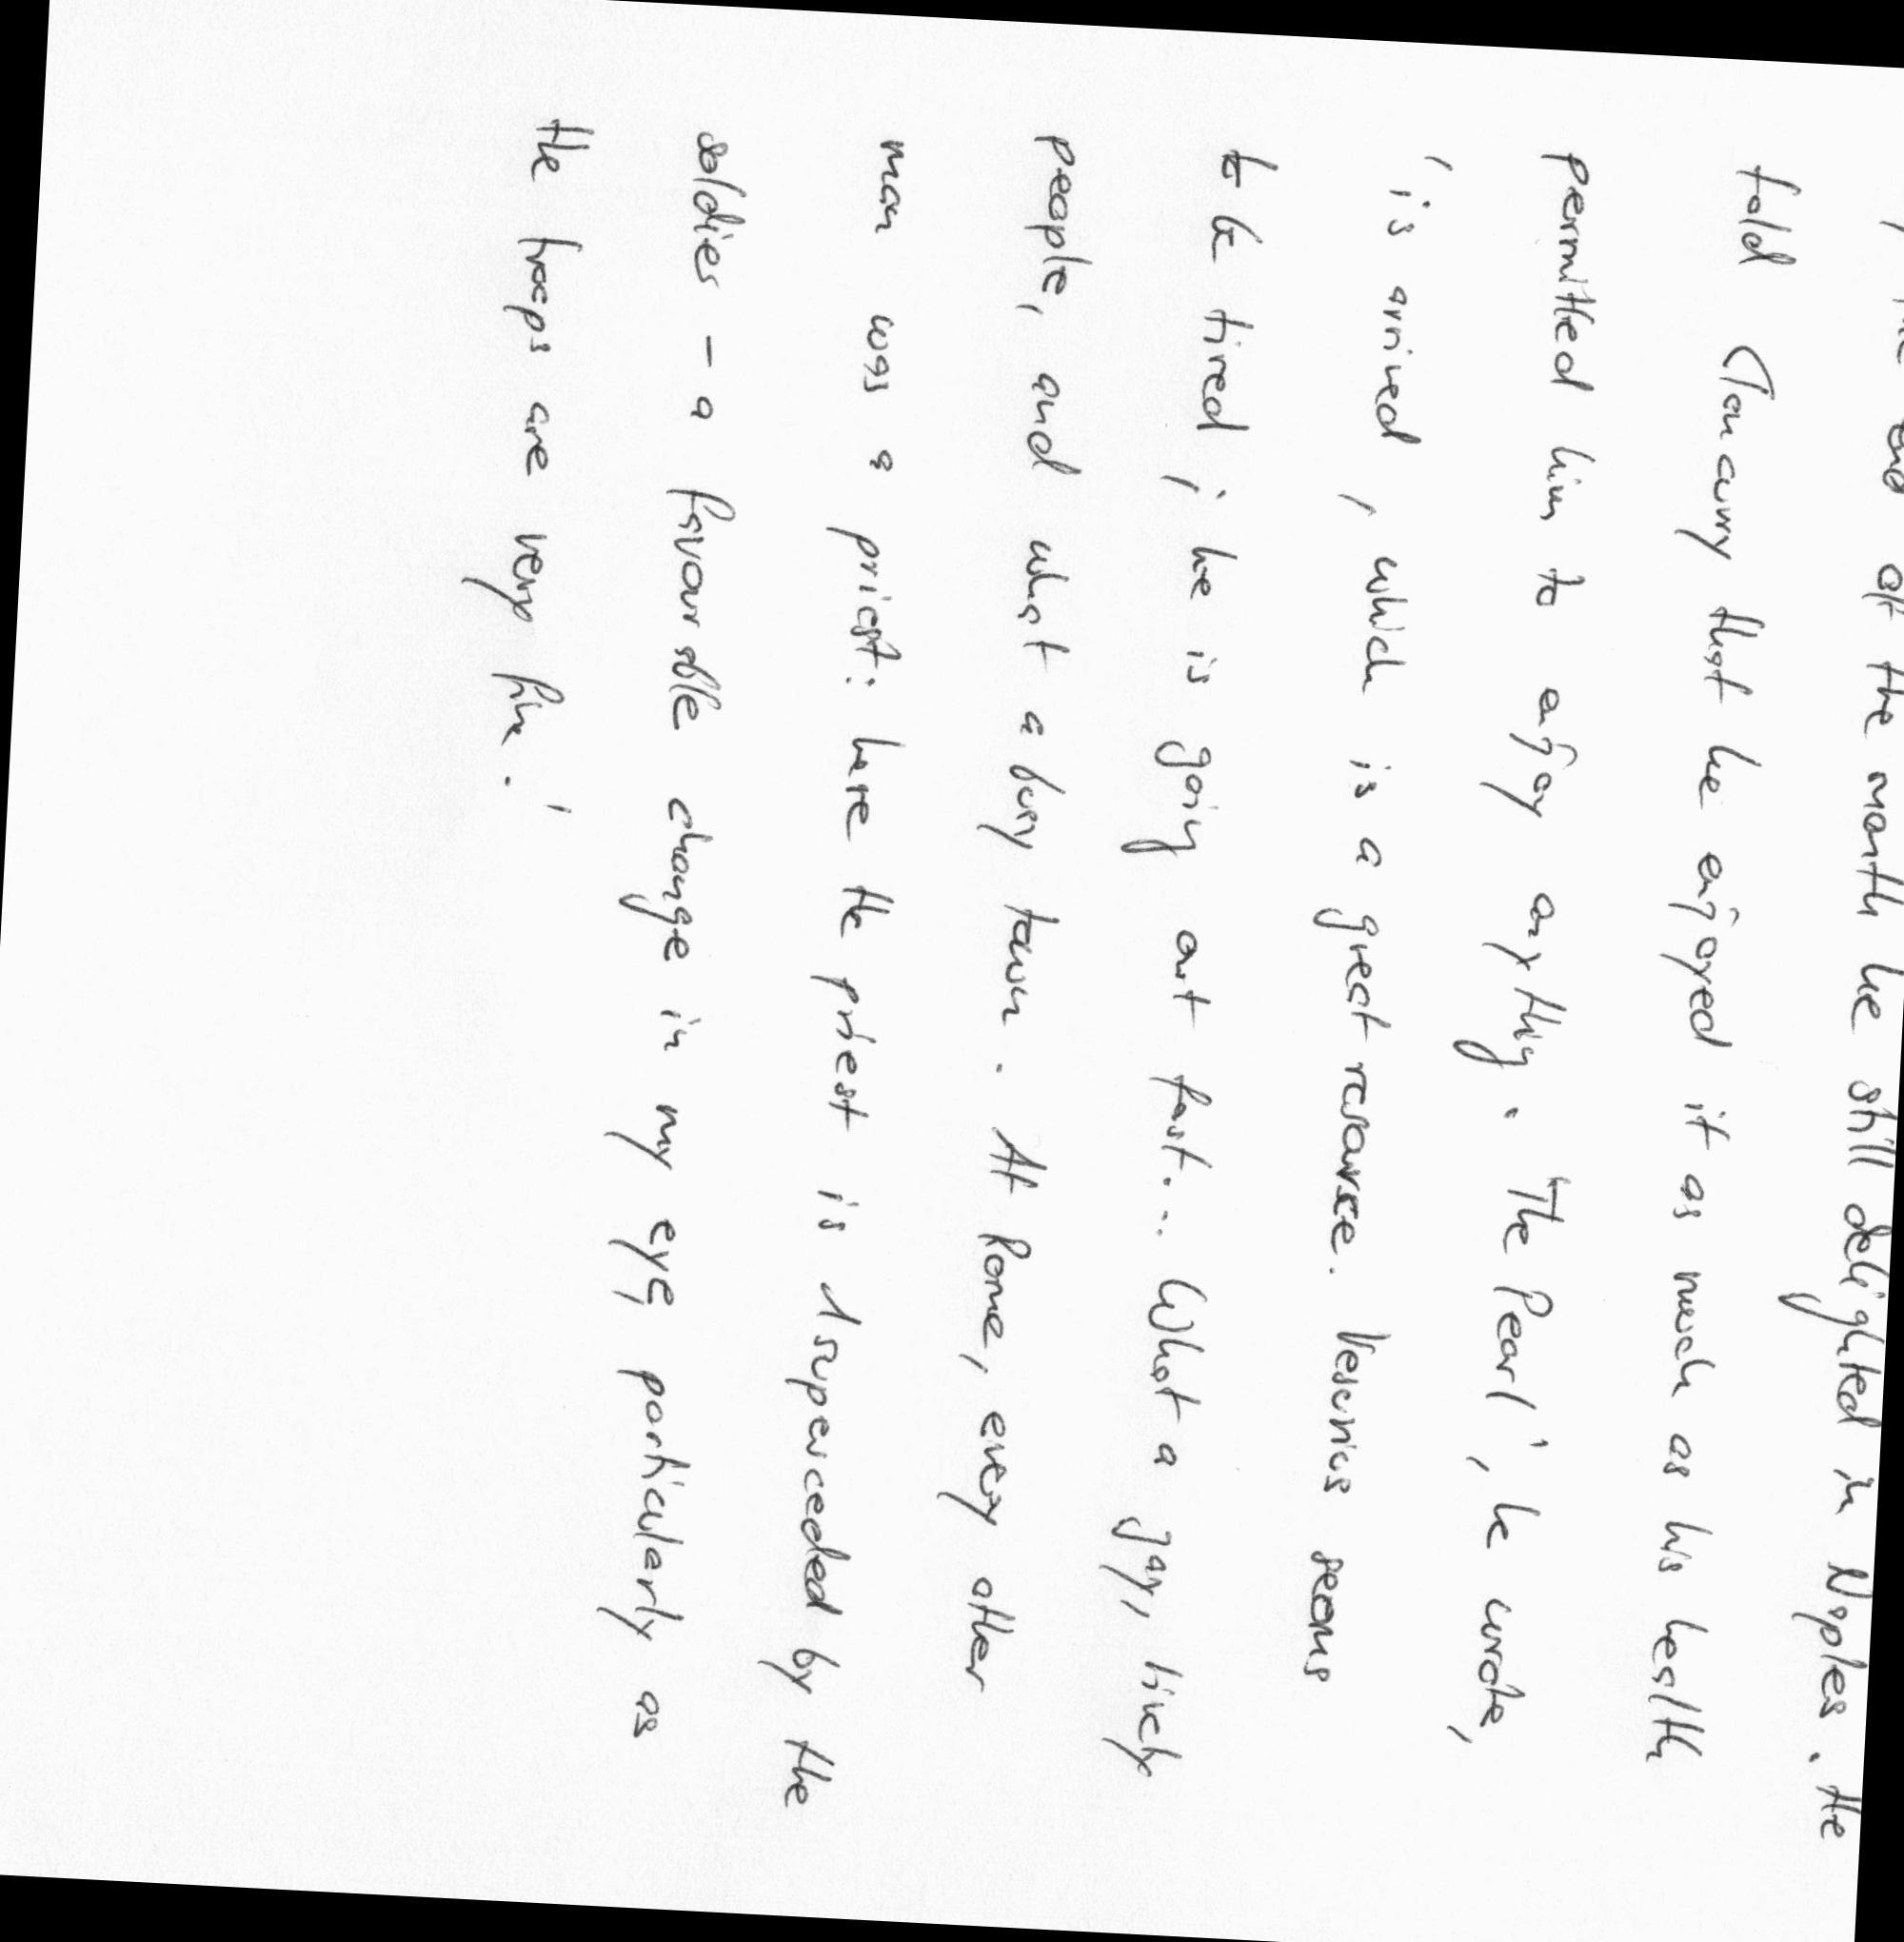 the end of the month he still delighted in Naples. He
told Clancurry that he enjoyed it as much as his health
permitted him to enjoy anything. 'The Pearl', he wrote,
'is arrived, which is a great resource. Vesuvius seems
to be tired; he is going out fast... What a gay, lively
people, and what a busy town. At Rome, every other
man was a priest: here the priest is superceded by the
soldies - a favourable change in my eye, particularly as
the troops are very fine.'